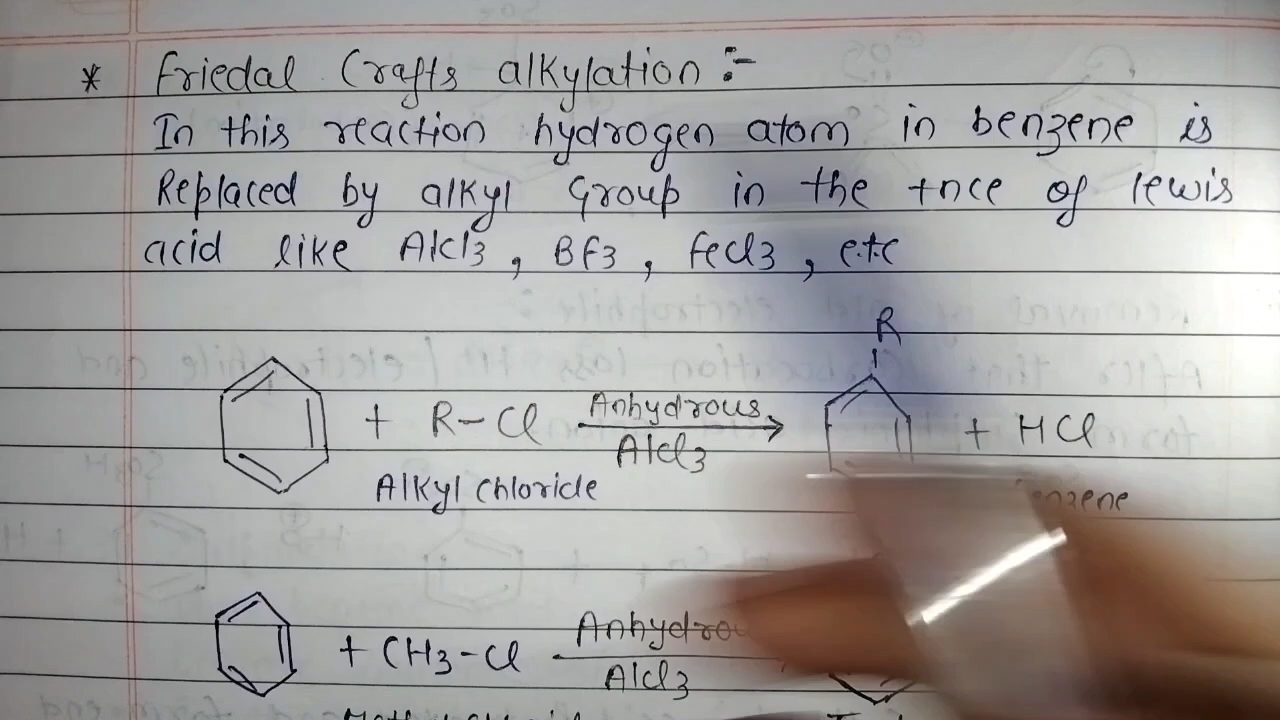 * Friedal Crafts alkylation :-
In this reaction hydrogen atom in benzene is
Replaced by alkyl Group in the +nce of lewis
acid like AlCl3, BF3, FeCl3, etc
R
+ R-Cl Anhydrous AlCl3 + HCl
Alkyl chloride
+ CH3-Cl AlCl3